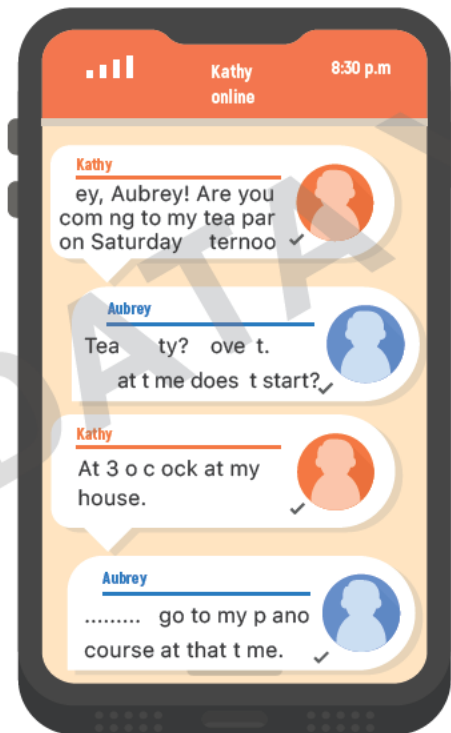 8:30 p.m
Kathy
online
Kathy
ey, Aubrey! Are you
com ng to my tea par
on Saturday ternoo
Aubrey
Tea ty? ove t.
at t me does t start?
Kathy
At 3 o c ock at my
house.
Aubrey
......... go to my p ano
course at that t me.
DATA